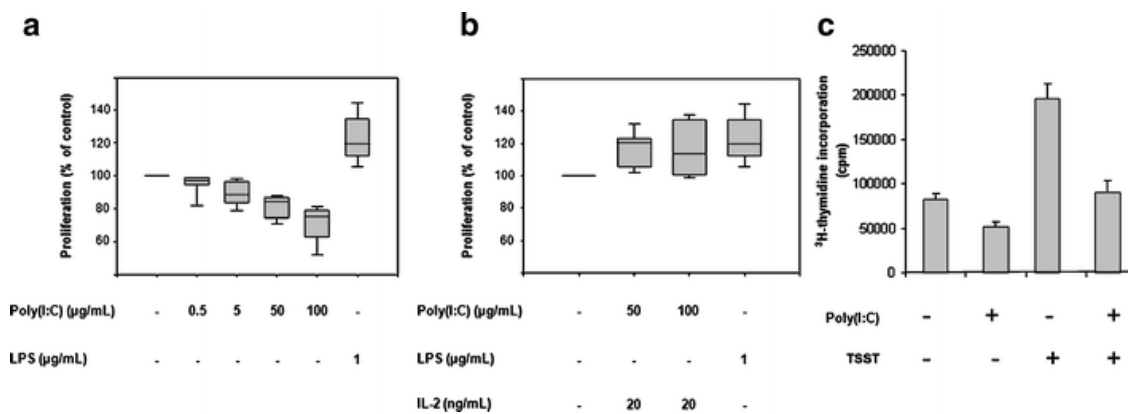 a
b
c
Proliferation (% of control)
140
120
100
80
60
Poly(I:C) (µg/mL) - 0.5 5 50 100 -
LPS (µg/mL) - - - - - 1
Proliferation (% of control)
140
120
100
80
60
Poly(I:C) (µg/mL) - 50 100 -
LPS (µg/mL) - - - 1
IL-2 (ng/mL) - 20 20 -
³H-thymidine incorporation
(cpm)
250000
200000
150000
100000
50000
0
Poly(I:C) - + - +
TSST - - + +